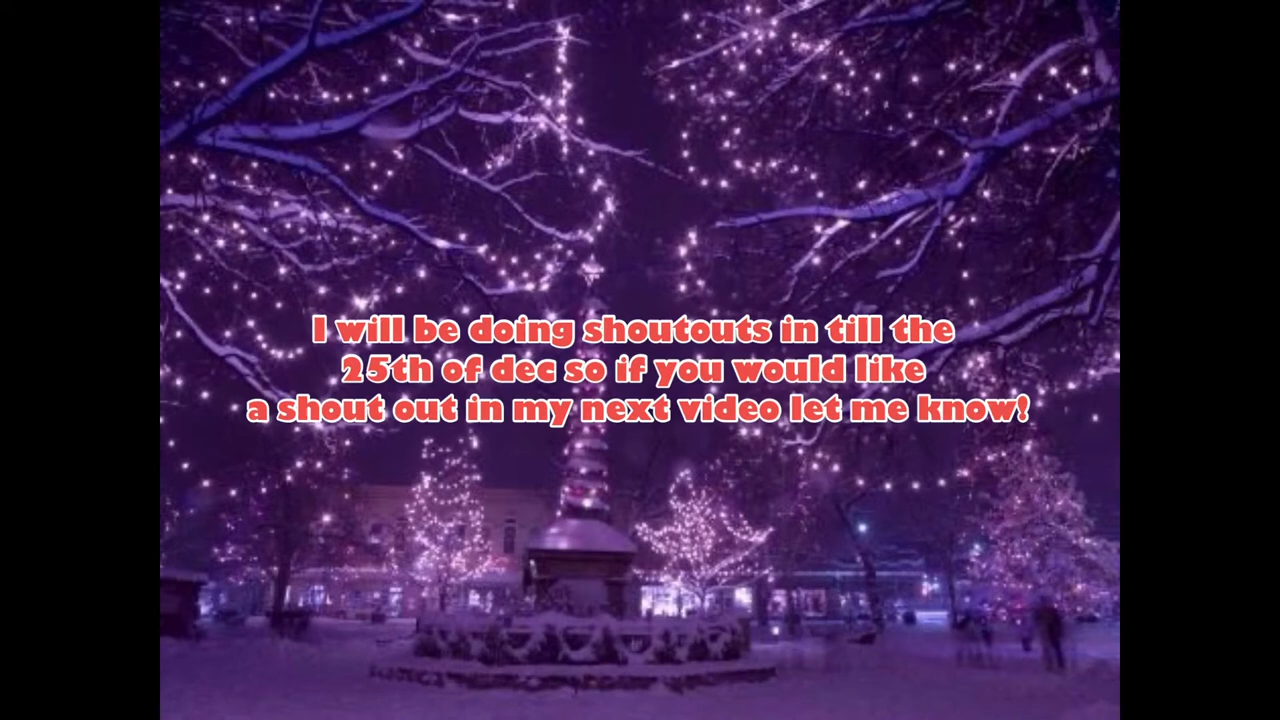 I will be doing shoutouts in till the
25th of dec so if you would like
a shout out in my next video let me know!